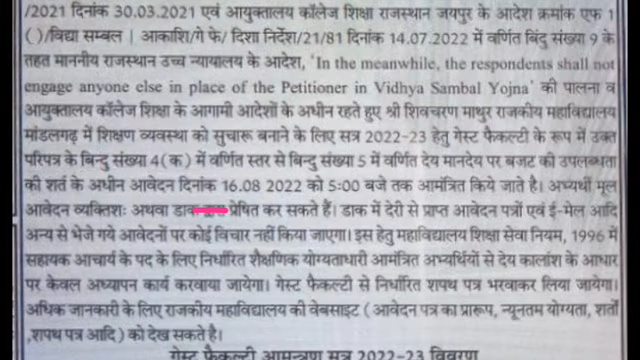 /2021 दिनांक 30.03.2021 एवं आयुक्तालय कॉलेज शिक्षा राजस्थान जयपुर के आदेश क्रमांक एफ 1
( )/विद्या सम्बल | आकाशि/गे फे/ दिशा निर्देश/21/81 दिनांक 14.07.2022 में वर्णित बिंदु संख्या 9 के
तहत माननीय राजस्थान उच्च न्यायालय के आदेश, 'In the meanwhile, the respondents shall not
engage anyone else in place of the Petitioner in Vidhya Sambal Yojna' की पालना व
आयुक्तालय कॉलेज शिक्षा के आगामी आदेशों के अधीन रहते हुए श्री शिवचरण माथुर राजकीय महाविद्यालय
मांडलगढ़ में शिक्षण व्यवस्था को सुचारू बनाने के लिए सत्र 2022-23 हेतु गेस्ट फैकल्टी के रूप में उक्त
परिपत्र के बिन्दु संख्या 4(क) में वर्णित स्तर से बिन्दु संख्या 5 में वर्णित देय मानदेय पर बजट की उपलब्धता
की शर्त के अधीन आवेदन दिनांक 16.08.2022 को 5:00 बजे तक आमंत्रित किये जाते है। अभ्यर्थी मूल
आवेदन व्यक्तिशः अथवा डाक प्रेषित कर सकते हैं। डाक में देरी से प्राप्त आवेदन पत्रों एवं ई-मेल आदि
अन्य से भेजे गये आवेदनों पर कोई विचार नहीं किया जाएगा। इस हेतु महाविद्यालय शिक्षा सेवा नियम, 1996 में
सहायक आचार्य के पद के लिए निर्धारित शैक्षणिक योग्यताधारी आमंत्रित अभ्यर्थियों से देय कालांश के आधार
पर केवल अध्यापन कार्य करवाया जायेगा। गेस्ट फैकल्टी से निर्धारित शपथ पत्र भरवाकर लिया जायेगा।
अधिक जानकारी के लिए राजकीय महाविद्यालय की वेबसाइट ( आवेदन पत्र का प्रारूप, न्यूनतम योग्यता, शर्तों
,शपथ पत्र आदि ) को देख सकते है।
गेस्ट फैकल्टी आमन्त्रण सत्र 2022-23 विवरण